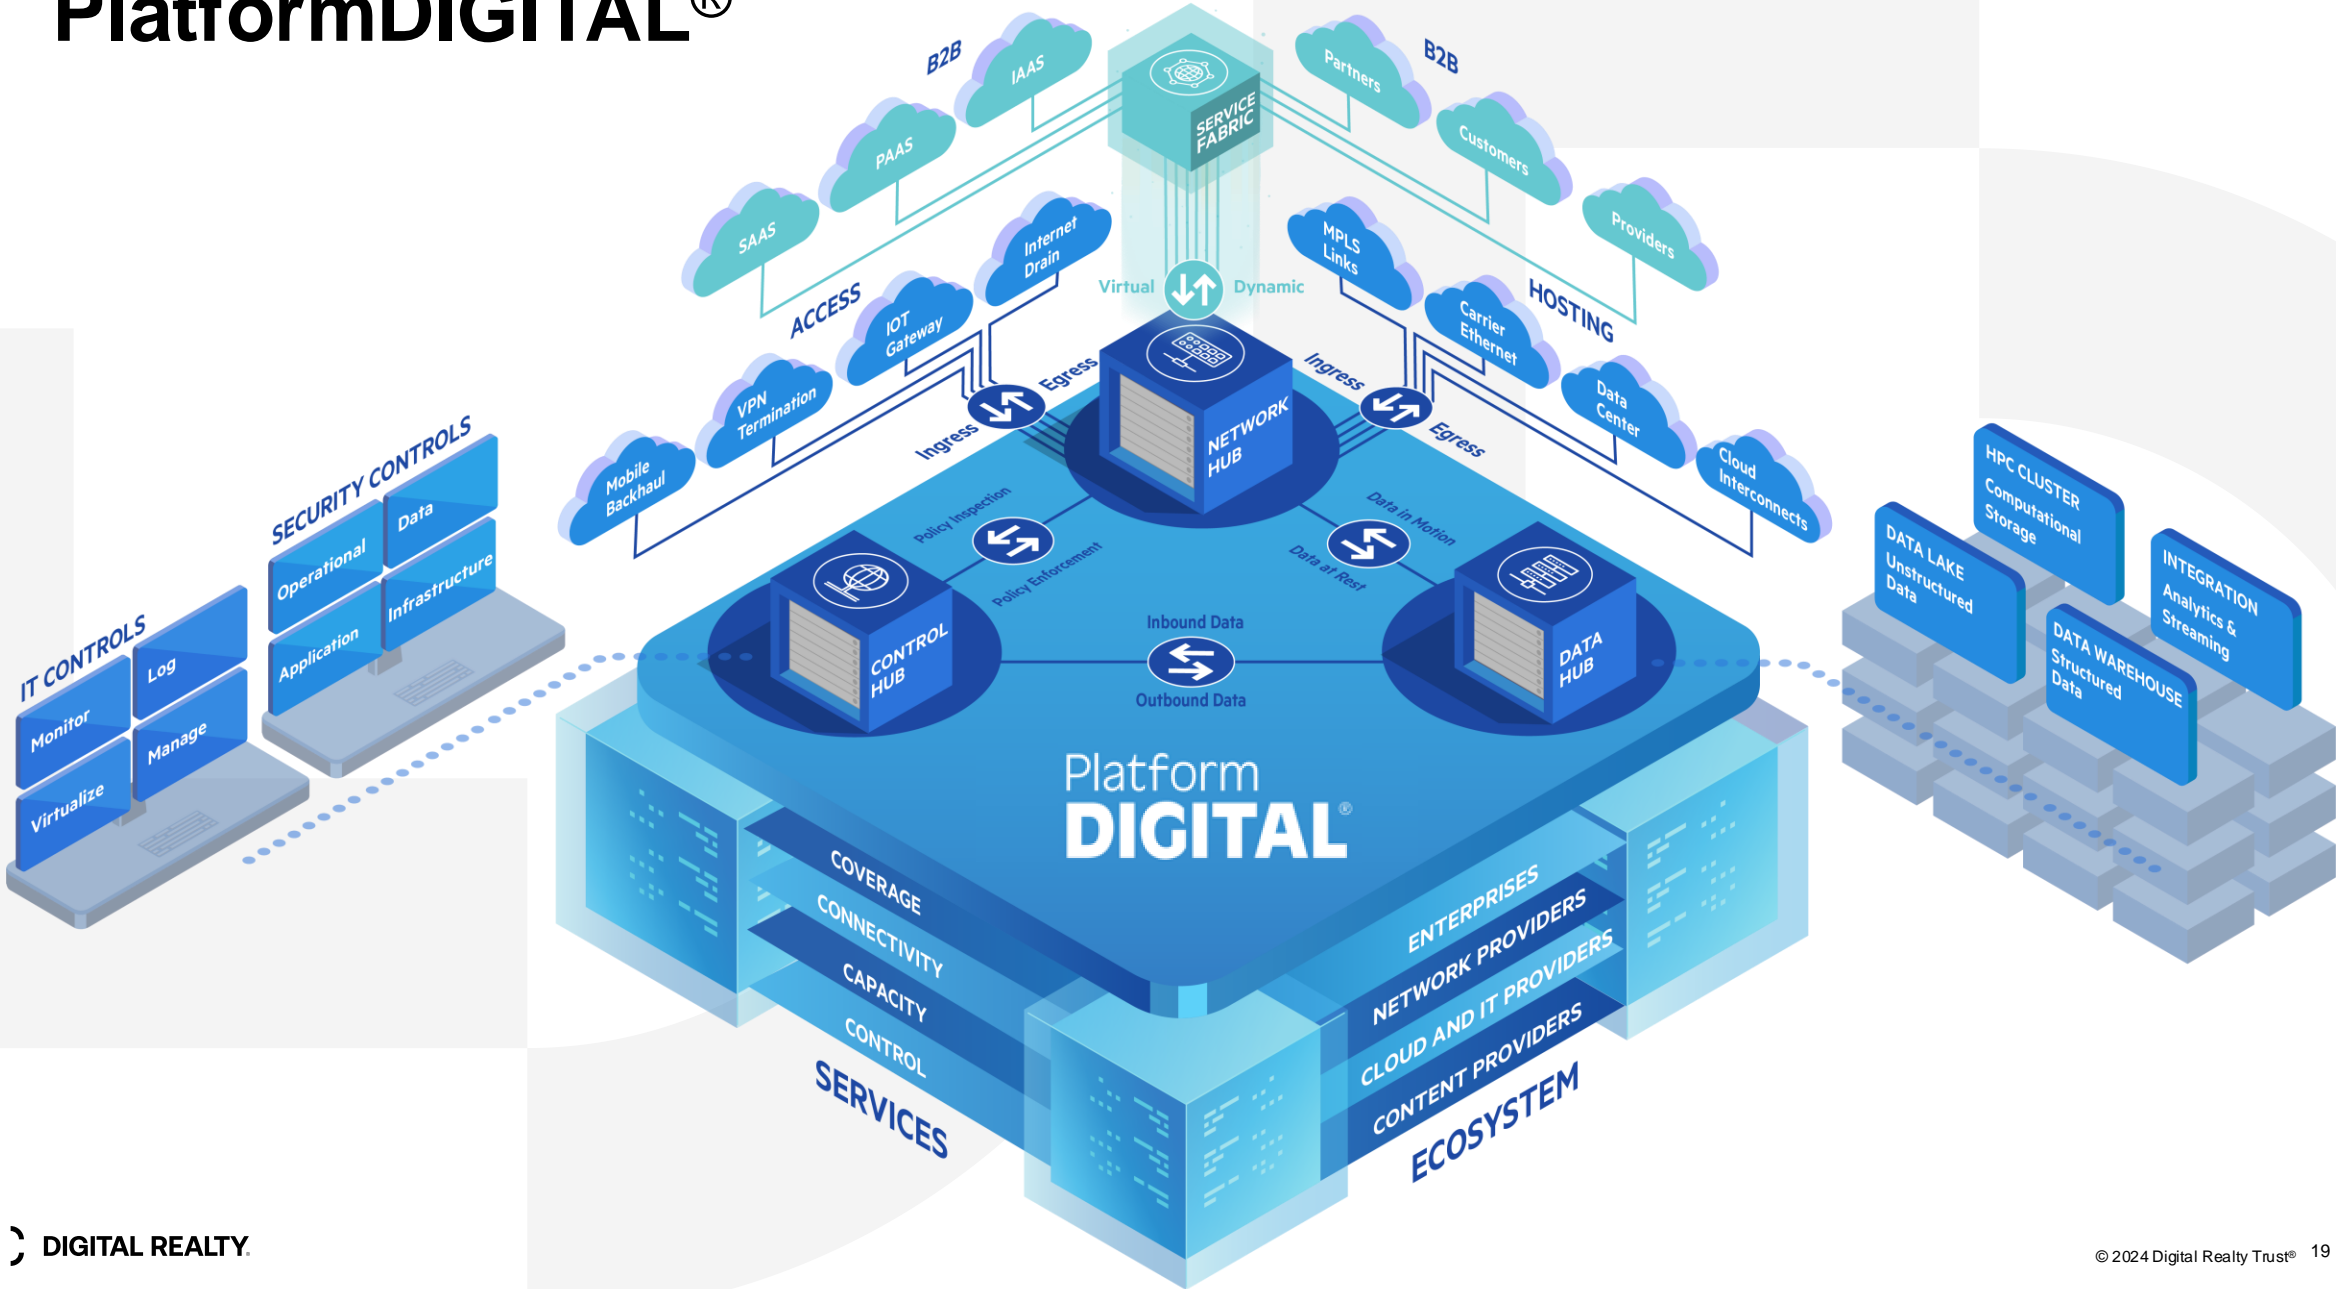 PlatformDIGITAL®
B2B
IAAS
PAAS
SAAS
SERVICE
FABRIC
B2B
Partners
Customers
Providers
ACCESS
Internet
Drain
IOT
Gateway
VPN
Termination
Mobile
Backhaul
Virtual
Dynamic
HOSTING
MPLS
Links
Carrier
Ethernet
Data
Center
Cloud
Interconnects
Ingress
Egress
Ingress
Egress
NETWORK
HUB
Policy Inspection
Policy Enforcement
Data in Motion
Data at Rest
CONTROL
HUB
Inbound Data
Outbound Data
DATA
HUB
SECURITY CONTROLS
Operational
Data
Application
Infrastructure
IT CONTROLS
Monitor
Log
Virtualize
Manage
HPC CLUSTER
Computational
Storage
DATA LAKE
Unstructured
Data
INTEGRATION
Analytics &
Streaming
DATA WAREHOUSE
Structured
Data
Platform
DIGITAL®
COVERAGE
CONNECTIVITY
CAPACITY
CONTROL
SERVICES
ENTERPRISES
NETWORK PROVIDERS
CLOUD AND IT PROVIDERS
CONTENT PROVIDERS
ECOSYSTEM
DIGITAL REALTY.
© 2024 Digital Realty Trust® 19